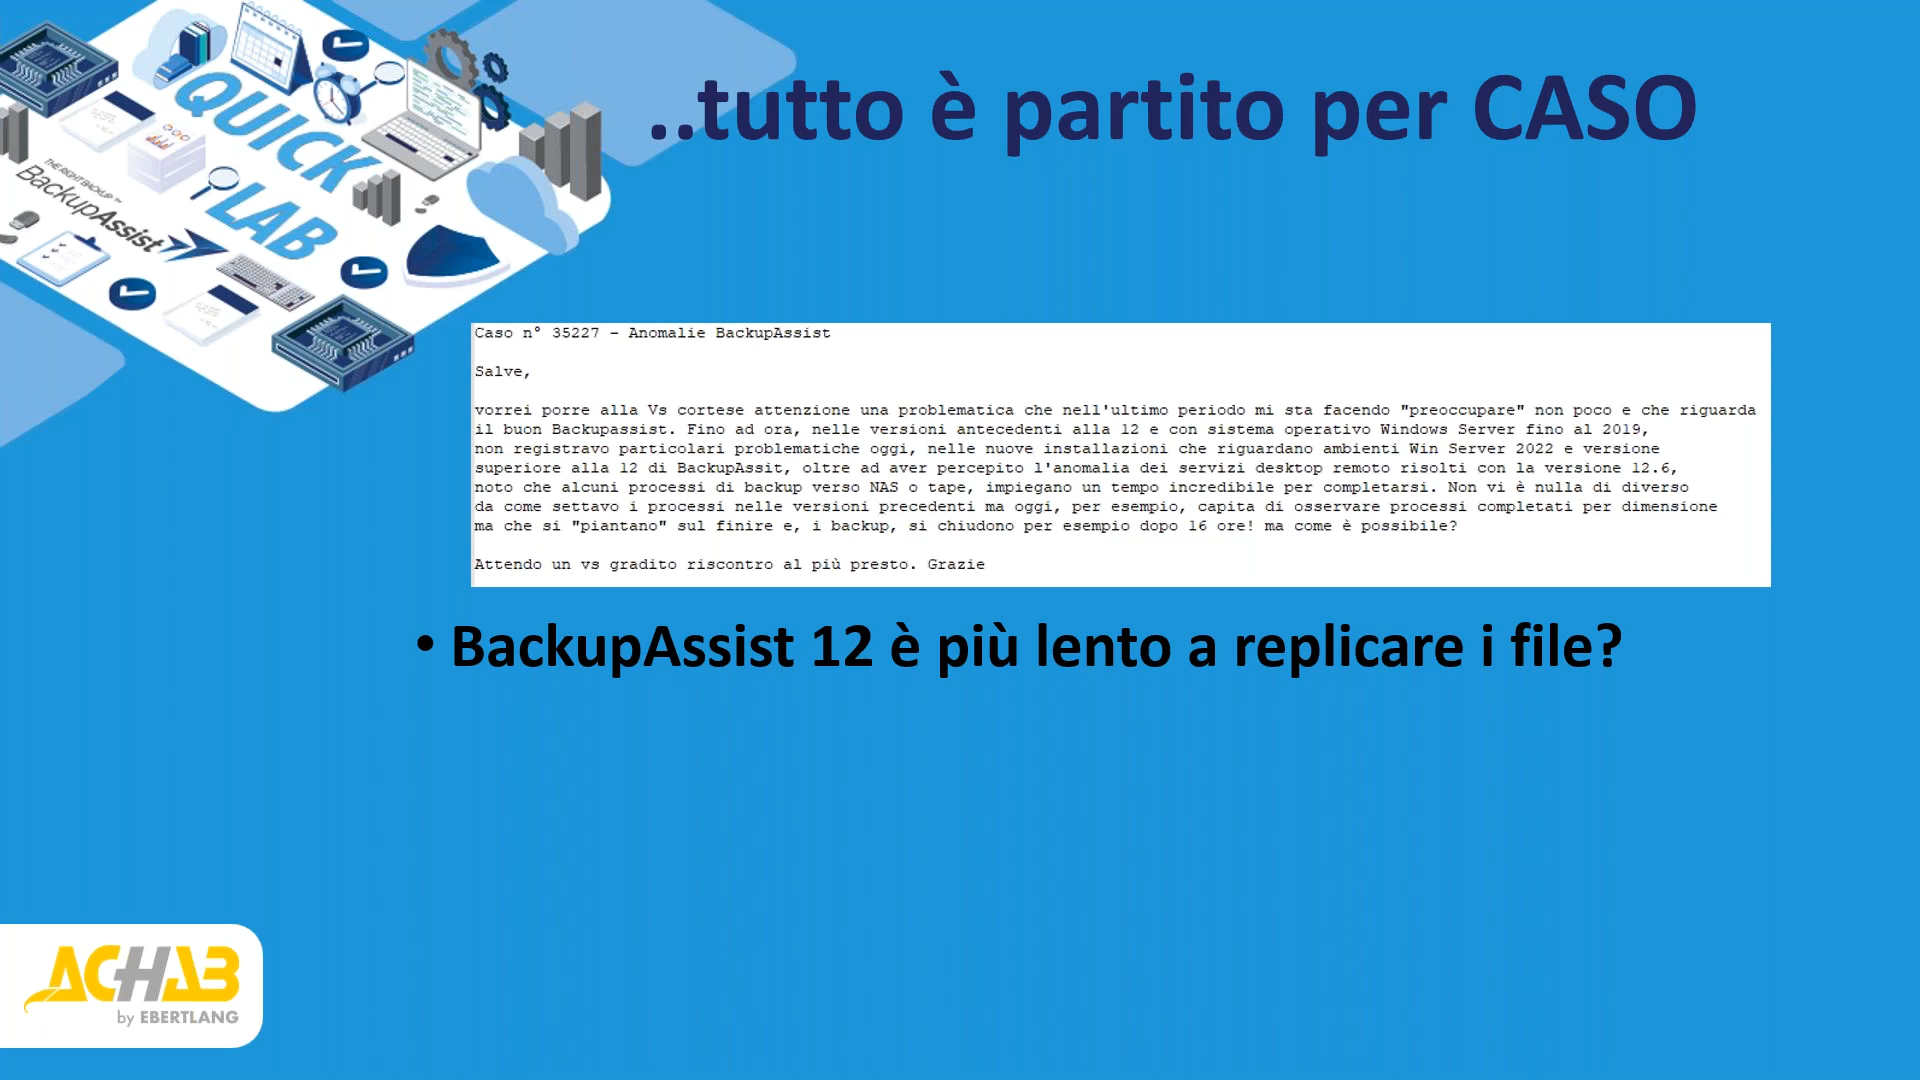 ..tutto è partito per CASO
QUICK
LAB
THE RIGHT BACKUP™
BackupAssist
Caso n° 35227 - Anomalie BackupAssist
Salve,
vorrei porre alla Vs cortese attenzione una problematica che nell'ultimo periodo mi sta facendo "preoccupare" non poco e che riguarda
il buon Backupassist. Fino ad ora, nelle versioni antecedenti alla 12 e con sistema operativo Windows Server fino al 2019,
non registravo particolari problematiche oggi, nelle nuove installazioni che riguardano ambienti Win Server 2022 e versione
superiore alla 12 di BackupAssit, oltre ad aver percepito l'anomalia dei servizi desktop remoto risolti con la versione 12.6,
noto che alcuni processi di backup verso NAS o tape, impiegano un tempo incredibile per completarsi. Non vi è nulla di diverso
da come settavo i processi nelle versioni precedenti ma oggi, per esempio, capita di osservare processi completati per dimensione
ma che si "piantano" sul finire e, i backup, si chiudono per esempio dopo 16 ore! ma come è possibile?
Attendo un vs gradito riscontro al più presto. Grazie
• BackupAssist 12 è più lento a replicare i file?
ACHAB
by EBERTLANG